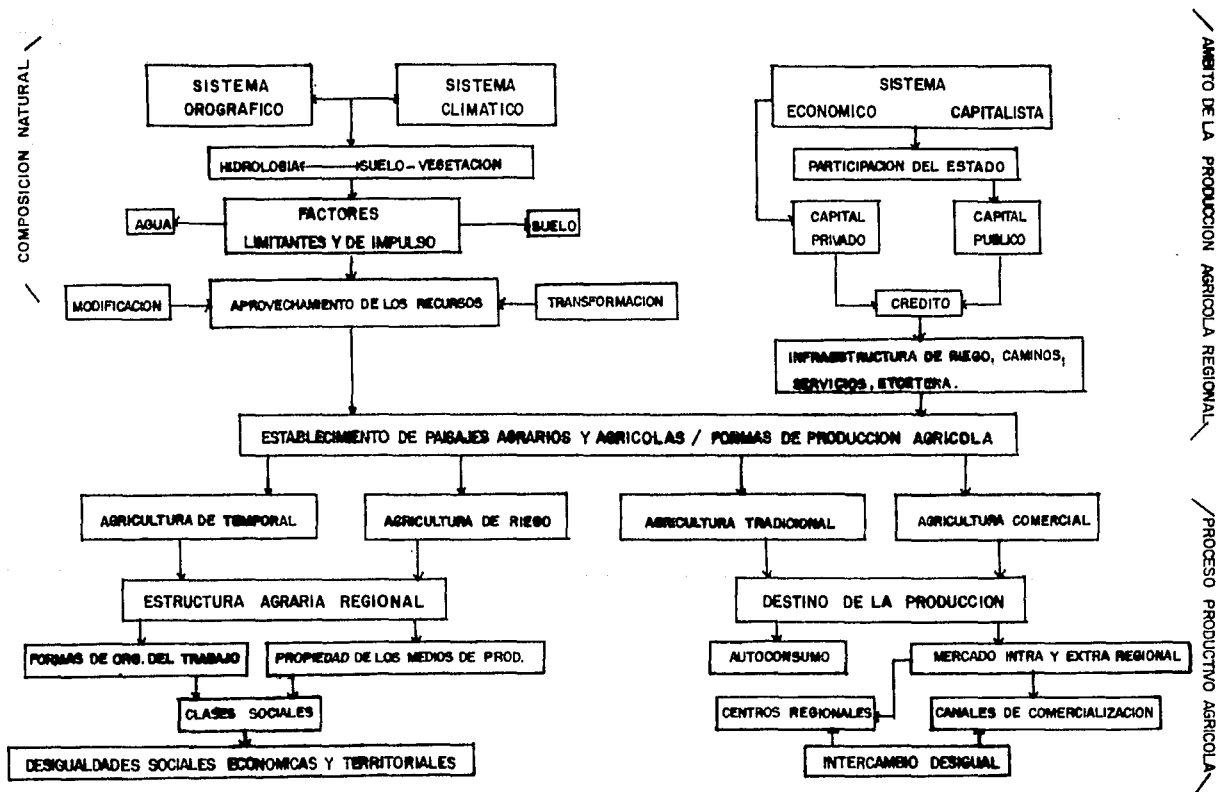 COMPOSICION NATURAL
SISTEMA
OROGRAFICO
SISTEMA
CLIMATICO
HIDROLOGIA
SUELO-VEGETACION
AGUA
FACTORES
LIMITANTES Y DE IMPULSO
SUELO
MODIFICACION
APROVECHAMIENTO DE LOS RECURSOS
TRANSFORMACION
SISTEMA
ECONOMICO CAPITALISTA
PARTICIPACION DEL ESTADO
CAPITAL
PRIVADO
CAPITAL
PUBLICO
CREDITO
INFRAESTRUCTURA DE RIEGO, CAMINOS,
SERVICIOS, ETCETERA.
AMBITO DE LA PRODUCCION AGRICOLA REGIONAL
ESTABLECIMIENTO DE PAISAJES AGRARIOS Y AGRICOLAS / FORMAS DE PRODUCCION AGRICOLA
AGRICULTURA DE TEMPORAL
AGRICULTURA DE RIEGO
AGRICULTURA TRADICIONAL
AGRICULTURA COMERCIAL
ESTRUCTURA AGRARIA REGIONAL
DESTINO DE LA PRODUCCION
FORMAS DE ORG. DEL TRABAJO
PROPIEDAD DE LOS MEDIOS DE PROD.
AUTOCONSUMO
MERCADO INTRA Y EXTRA REGIONAL
CLASES SOCIALES
CENTROS REGIONALES
CANALES DE COMERCIALIZACION
DESIGUALDADES SOCIALES ECONOMICAS Y TERRITORIALES
INTERCAMBIO DESIGUAL
PROCESO PRODUCTIVO AGRICOLA